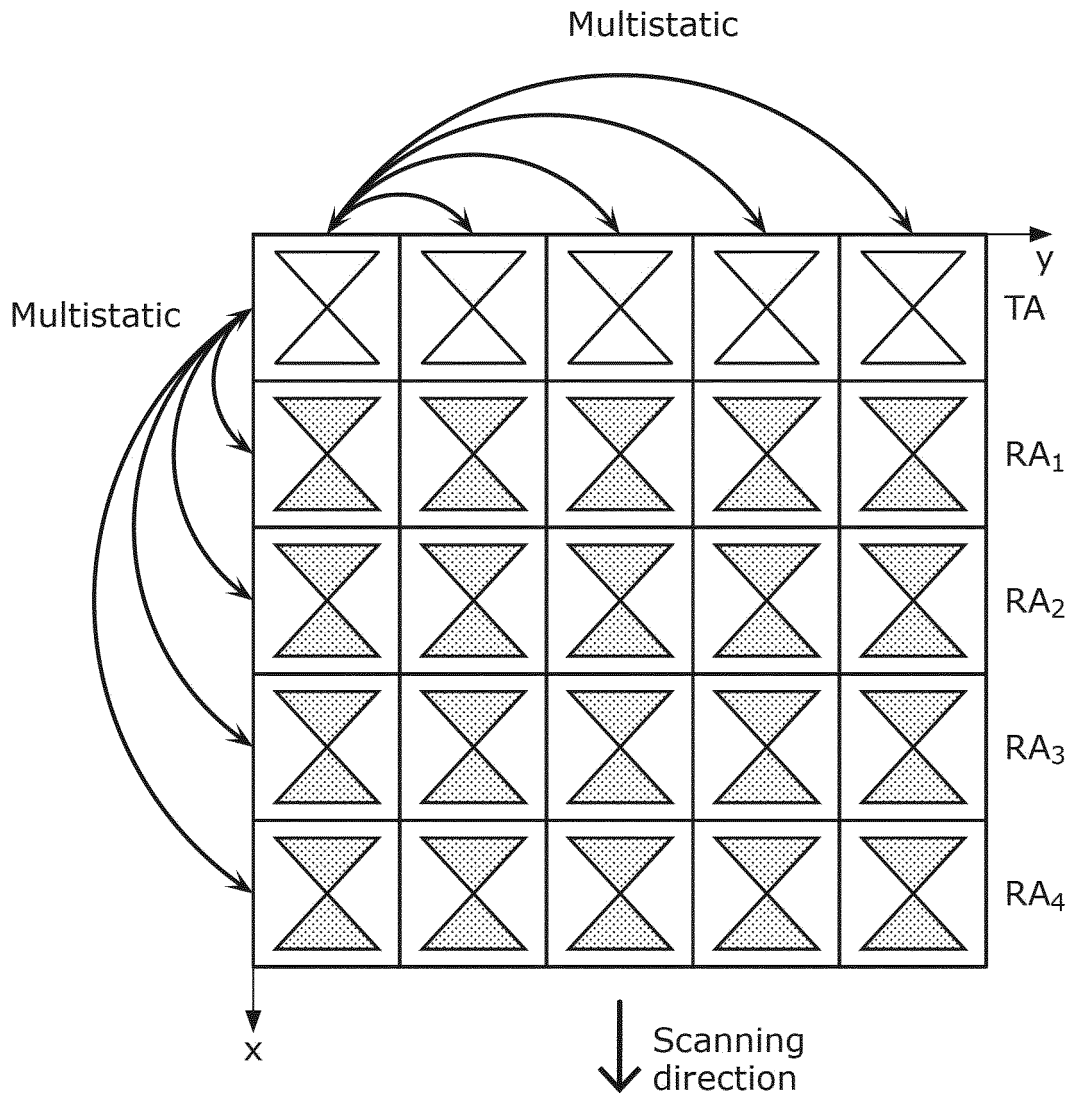 Multistatic
y
TA
Multistatic
RA1
RA2
RA3
RA4
x
Scanning
direction